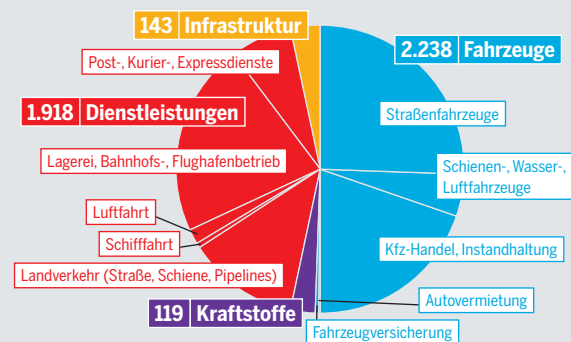 143 Infrastruktur
2.238 Fahrzeuge
Post-, Kurier-, Expressdienste
1.918 Dienstleistungen
Straßenfahrzeuge
Lagerei, Bahnhofs-, Flughafenbetrieb
Schienen-, Wasser-,
Luftfahrzeuge
Luftfahrt
Schifffahrt
Kfz-Handel, Instandhaltung
Landverkehr (Straße, Schiene, Pipelines)
Autovermietung
119 Kraftstoffe
Fahrzeugversicherung